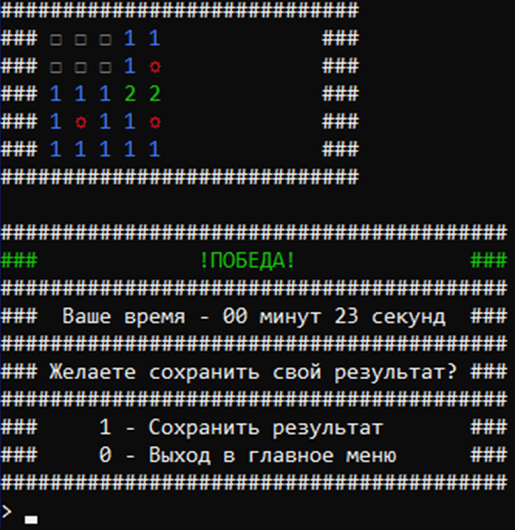 #############################
### □ □ □ 1 1             ###
### □ □ □ 1 ¤             ###
### 1 1 1 2 2             ###
### 1 ¤ 1 1 ¤             ###
### 1 1 1 1 1             ###
#############################
#########################################
###             !ПОБЕДА!              ###
#########################################
###  Ваше время - 00 минут 23 секунд  ###
#########################################
### Желаете сохранить свой результат? ###
#########################################
###     1 - Сохранить результат       ###
###     0 - Выход в главное меню      ###
#########################################
> _